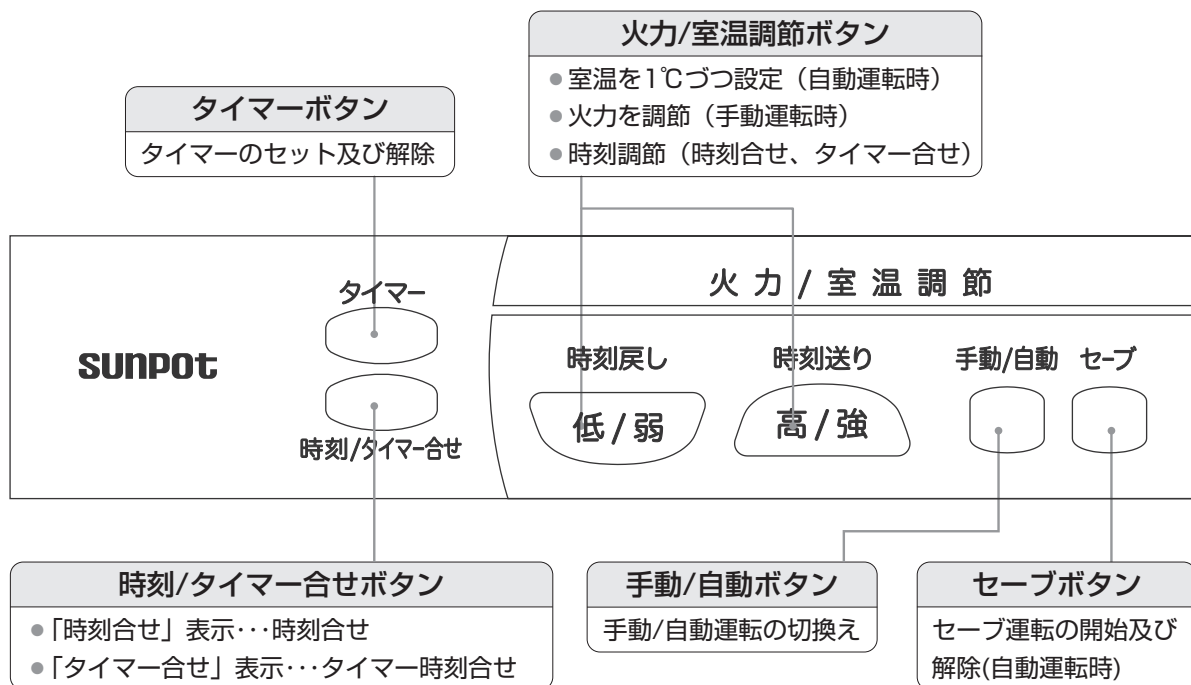 火力/室温調節ボタン
●室温を1℃づつ設定（自動運転時）
●火力を調節（手動運転時）
●時刻調節（時刻合せ、タイマー合せ）
タイマーボタン
タイマーのセット及び解除
火力/室温調節
タイマー
sunpot
時刻/タイマー合せ
時刻戻し
低/弱
時刻送り
高/強
手動/自動
セーブ
時刻/タイマー合せボタン
●「時刻合せ」表示･･･時刻合せ
●「タイマー合せ」表示･･･タイマー時刻合せ
手動/自動ボタン
手動/自動運転の切換え
セーブボタン
セーブ運転の開始及び
解除(自動運転時)